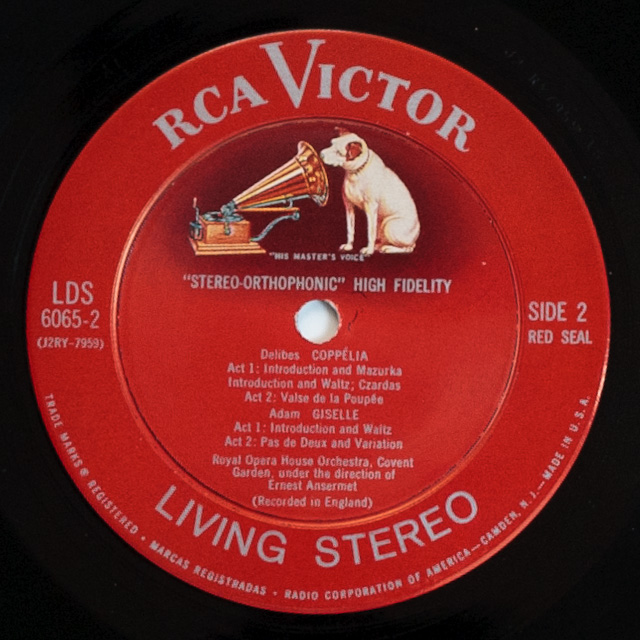 RCA VICTOR
"HIS MASTER'S VOICE"
"STEREO-ORTHOPHONIC" HIGH FIDELITY
LDS
6065-2
(J2RY-7959)
SIDE 2
RED SEAL
Delibes COPPÉLIA
Act 1: Introduction and Mazurka
Introduction and Waltz; Czardas
Act 2: Valse de la Poupée
Adam GISELLE
Act 1: Introduction and Waltz
Act 2: Pas de Deux and Variation
Royal Opera House Orchestra, Covent
Garden, under the direction of
Ernest Ansermet
(Recorded in England)
LIVING STEREO
TRADE MARKS ® REGISTERED • MARCAS REGISTRADAS • RADIO CORPORATION OF AMERICA—CAMDEN, N. J.—MADE IN U. S. A.